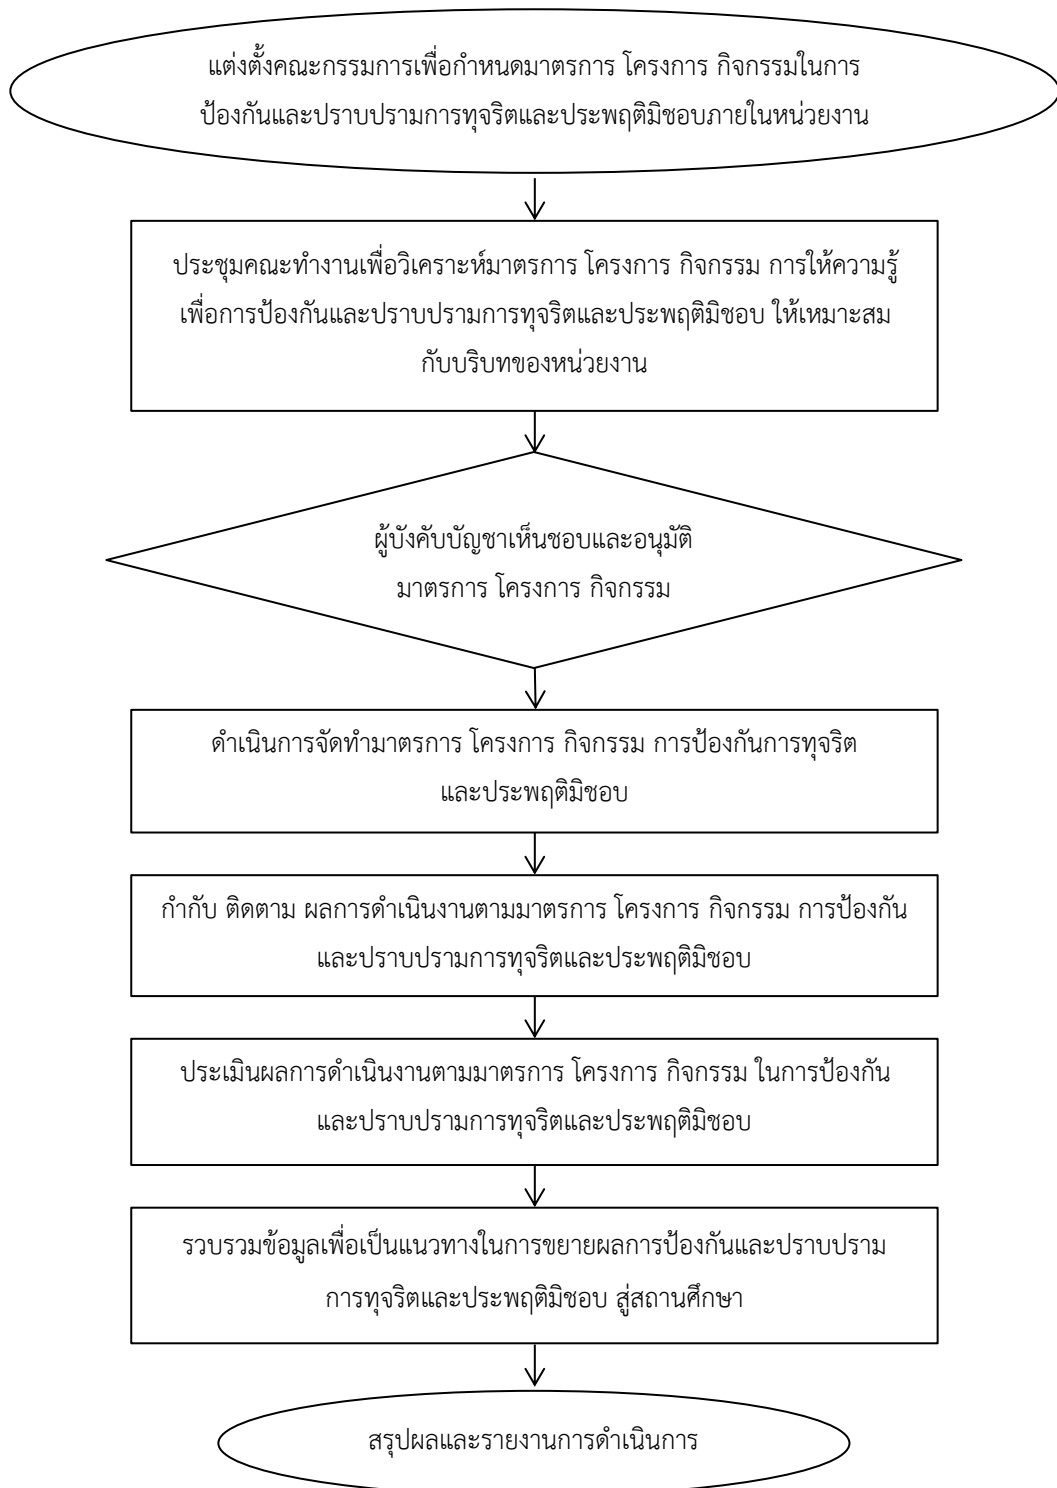 แต่งตั้งคณะกรรมการเพื่อกำหนดมาตรการ โครงการ กิจกรรมในการ
ป้องกันและปราบปรามการทุจริตและประพฤติมิชอบภายในหน่วยงาน
ประชุมคณะทำงานเพื่อวิเคราะห์มาตรการ โครงการ กิจกรรม การให้ความรู้
เพื่อการป้องกันและปราบปรามการทุจริตและประพฤติมิชอบ ให้เหมาะสม
กับบริบทของหน่วยงาน
ผู้บังคับบัญชาเห็นชอบและอนุมัติ
มาตรการ โครงการ กิจกรรม
ดำเนินการจัดทำมาตรการ โครงการ กิจกรรม การป้องกันการทุจริต
และประพฤติมิชอบ
กำกับ ติดตาม ผลการดำเนินงานตามมาตรการ โครงการ กิจกรรม การป้องกัน
และปราบปรามการทุจริตและประพฤติมิชอบ
ประเมินผลการดำเนินงานตามมาตรการ โครงการ กิจกรรม ในการป้องกัน
และปราบปรามการทุจริตและประพฤติมิชอบ
รวบรวมข้อมูลเพื่อเป็นแนวทางในการขยายผลการป้องกันและปราบปราม
การทุจริตและประพฤติมิชอบ สู่สถานศึกษา
สรุปผลและรายงานการดำเนินการ